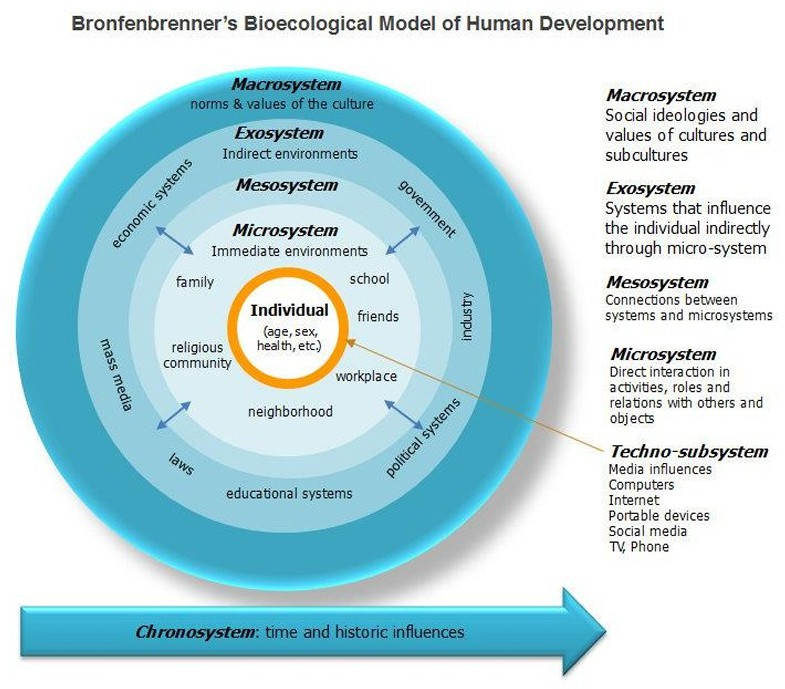 Bronfenbrenner's Bioecological Model of Human Development
Macrosystem
norms & values of the culture
Exosystem
Indirect environments
Mesosystem
Microsystem
Immediate environments
economic systems
government
family
school
Individual
(age, sex,
health, etc.)
friends
industry
mass media
religious
community
workplace
neighborhood
political systems
laws
educational systems
Macrosystem
Social ideologies and
values of cultures and
subcultures
Exosystem
Systems that influence
the individual indirectly
through micro-system
Mesosystem
Connections between
systems and microsystems
Microsystem
Direct interaction in
activities, roles and
relations with others and
objects
Techno-subsystem
Media influences
Computers
Internet
Portable devices
Social media
TV, Phone
Chronosystem: time and historic influences